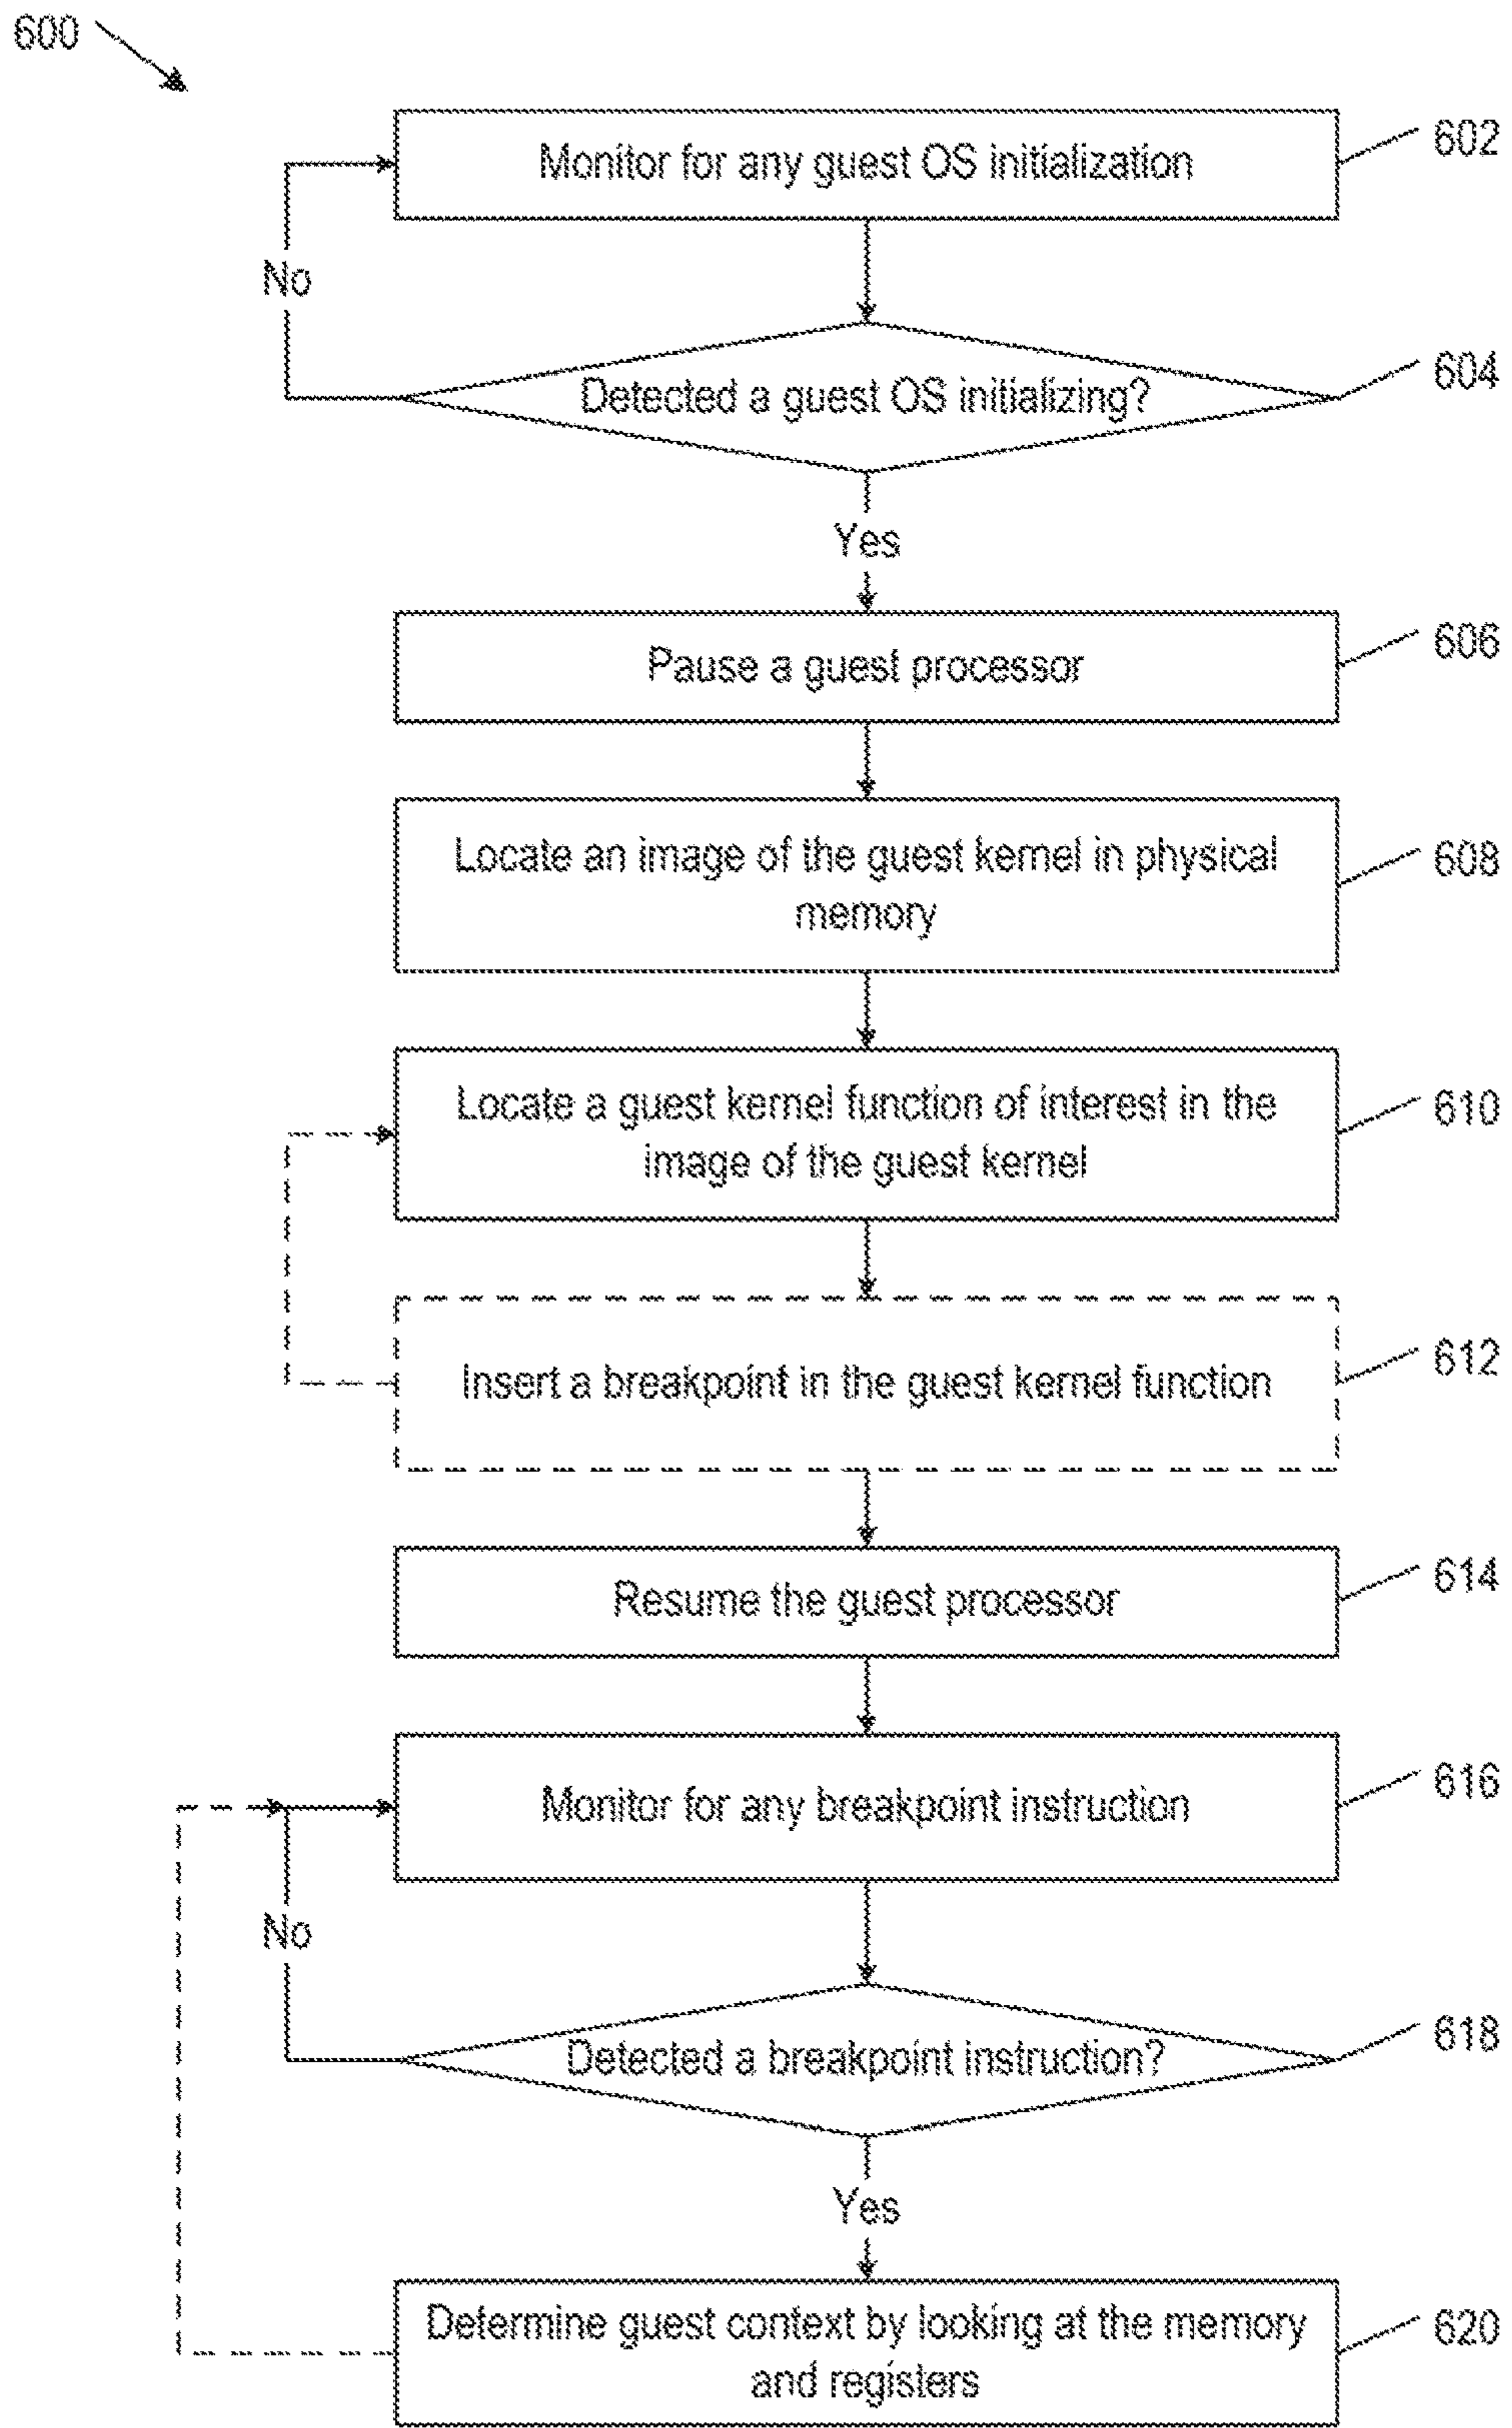 600
Monitor for any guest OS initialization
602
No
Detected a guest OS initializing?
604
Yes
Pause a guest processor
606
Locate an image of the guest kernel in physical
memory
608
Locate a guest kernel function of interest in the
image of the guest kernel
610
Insert a breakpoint in the guest kernel function
612
Resume the guest processor
614
Monitor for any breakpoint instruction
616
No
Detected a breakpoint instruction?
618
Yes
Determine guest context by looking at the memory
and registers
620